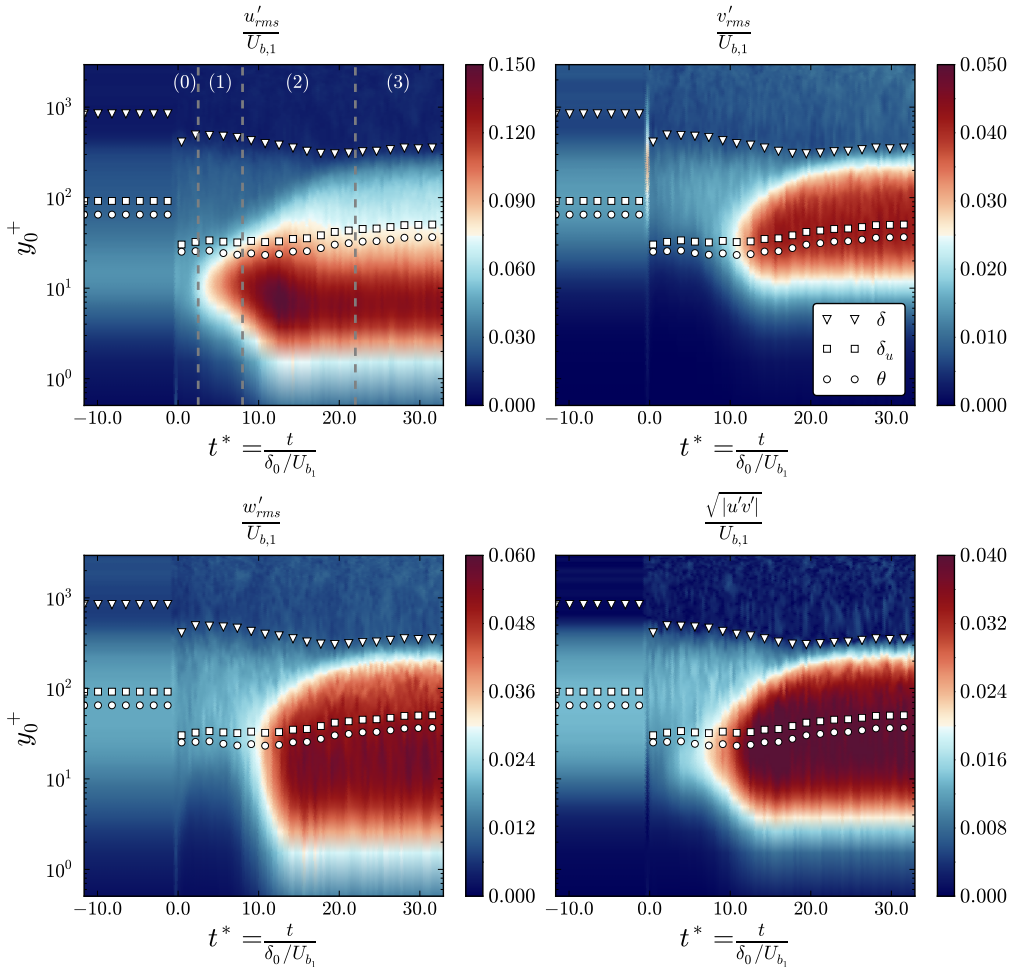 u′rms / Ub,1
v′rms / Ub,1
(0) (1) (2) (3)
10³ 10² 10¹ 10⁰
y₀⁺
0.150 0.120 0.090 0.060 0.030 0.000
δ
δu
θ
0.050 0.040 0.030 0.020 0.010 0.000
−10.0 0.0 10.0 20.0 30.0
−10.0 0.0 10.0 20.0 30.0
t* = t / δ₀/Ub₁
t* = t / δ₀/Ub₁
w′rms / Ub,1
√|u′v′| / Ub,1
10³ 10² 10¹ 10⁰
y₀⁺
0.060 0.048 0.036 0.024 0.012 0.000
0.040 0.032 0.024 0.016 0.008 0.000
−10.0 0.0 10.0 20.0 30.0
−10.0 0.0 10.0 20.0 30.0
t* = t / δ₀/Ub₁
t* = t / δ₀/Ub₁